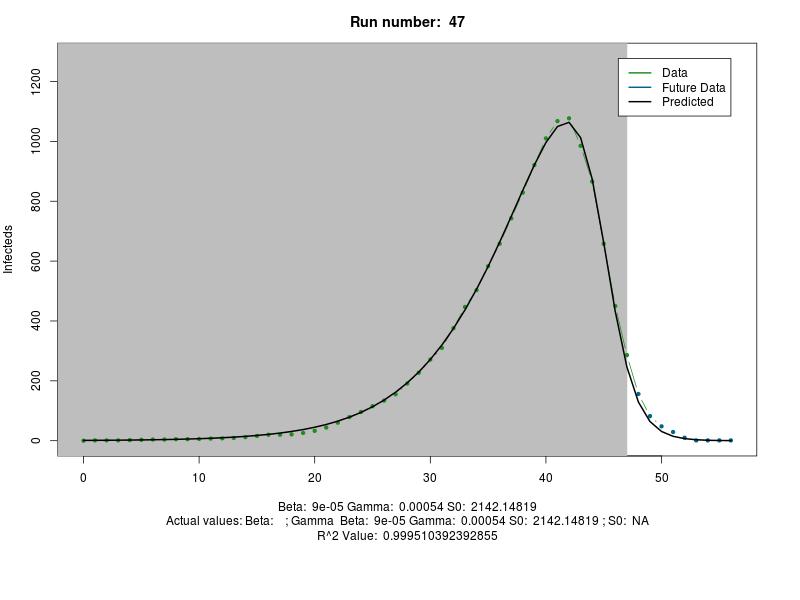 Run number: 47
Data
Future Data
Predicted
Infecteds
1200
1000
800
600
400
200
0
0 10 20 30 40 50
Beta: 9e-05 Gamma: 0.00054 S0: 2142.14819
Actual values: Beta: ; Gamma Beta: 9e-05 Gamma: 0.00054 S0: 2142.14819 ; S0: NA
R^2 Value: 0.999510392392855